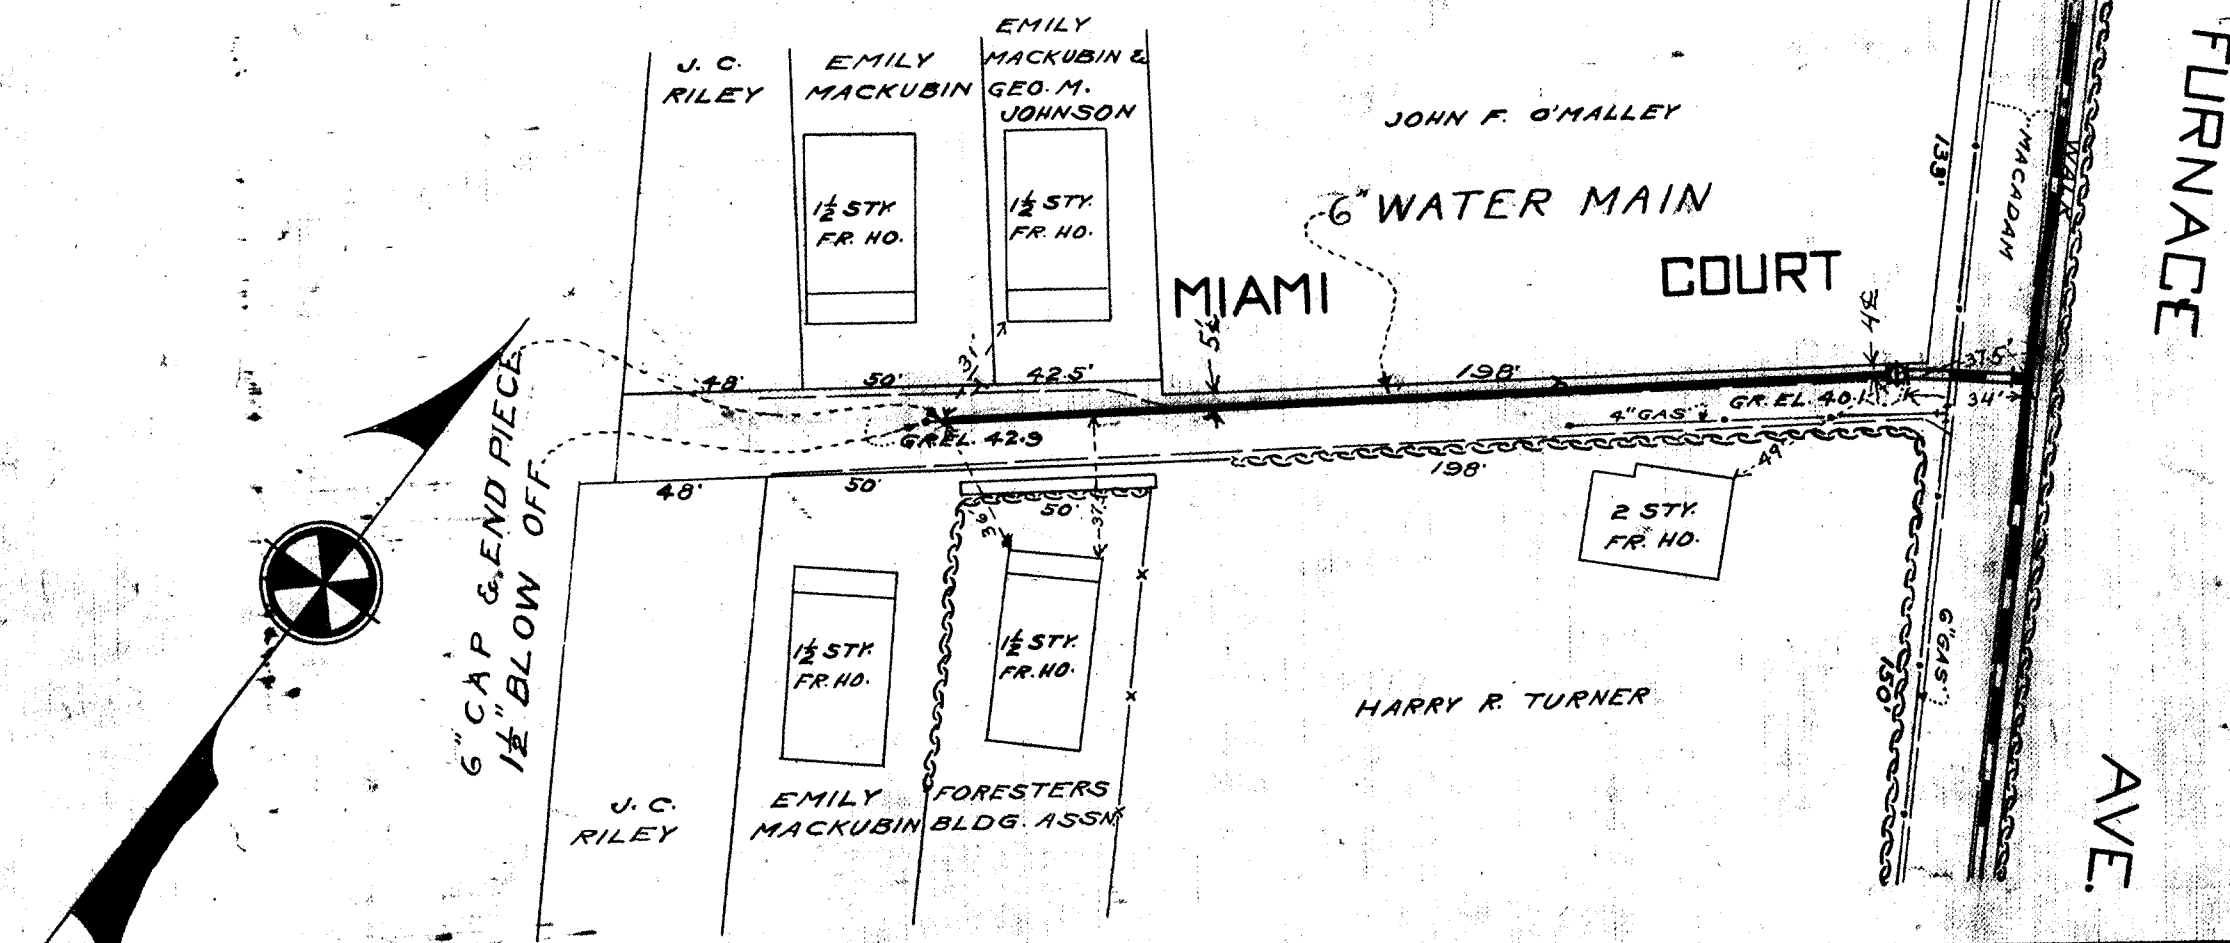 J. C.
RILEY
EMILY
MACKUBIN
EMILY
MACKUBIN &
GEO. M.
JOHNSON
JOHN F. O'MALLEY
6" WATER MAIN
MIAMI COURT
FURNACE AVE.
MACADAM
WALK
133'
1½ STY.
FR. HO.
1½ STY.
FR. HO.
31'
34
37.5'
34'
48'
50'
42.5'
198'
GR. EL. 42.9
GR. EL. 40.1
4" GAS
6" CAP & END PIECE
1½" BLOW OFF
48'
50'
50'
198'
49'
36'
2 STY.
FR. HO.
1½ STY.
FR. HO.
1½ STY.
FR. HO.
6" GAS
150'
HARRY R. TURNER
J. C.
RILEY
EMILY
MACKUBIN
FORESTERS
BLDG. ASSN